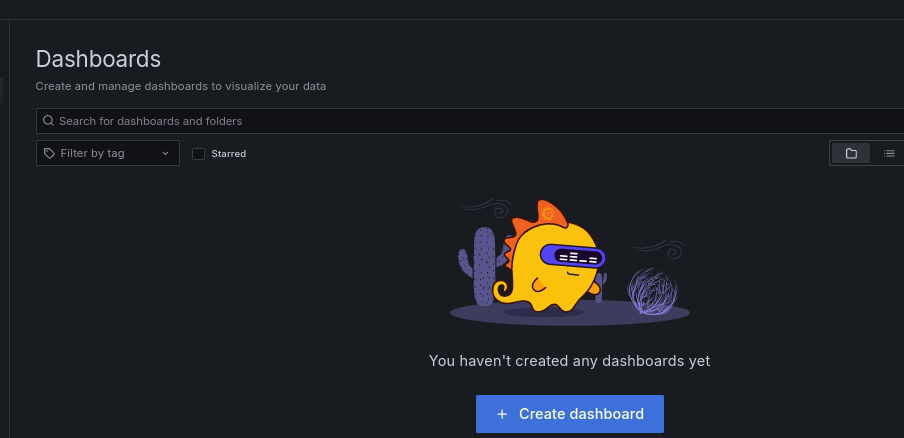 Dashboards
Create and manage dashboards to visualize your data
Search for dashboards and folders
Filter by tag
Starred
You haven't created any dashboards yet
+ Create dashboard